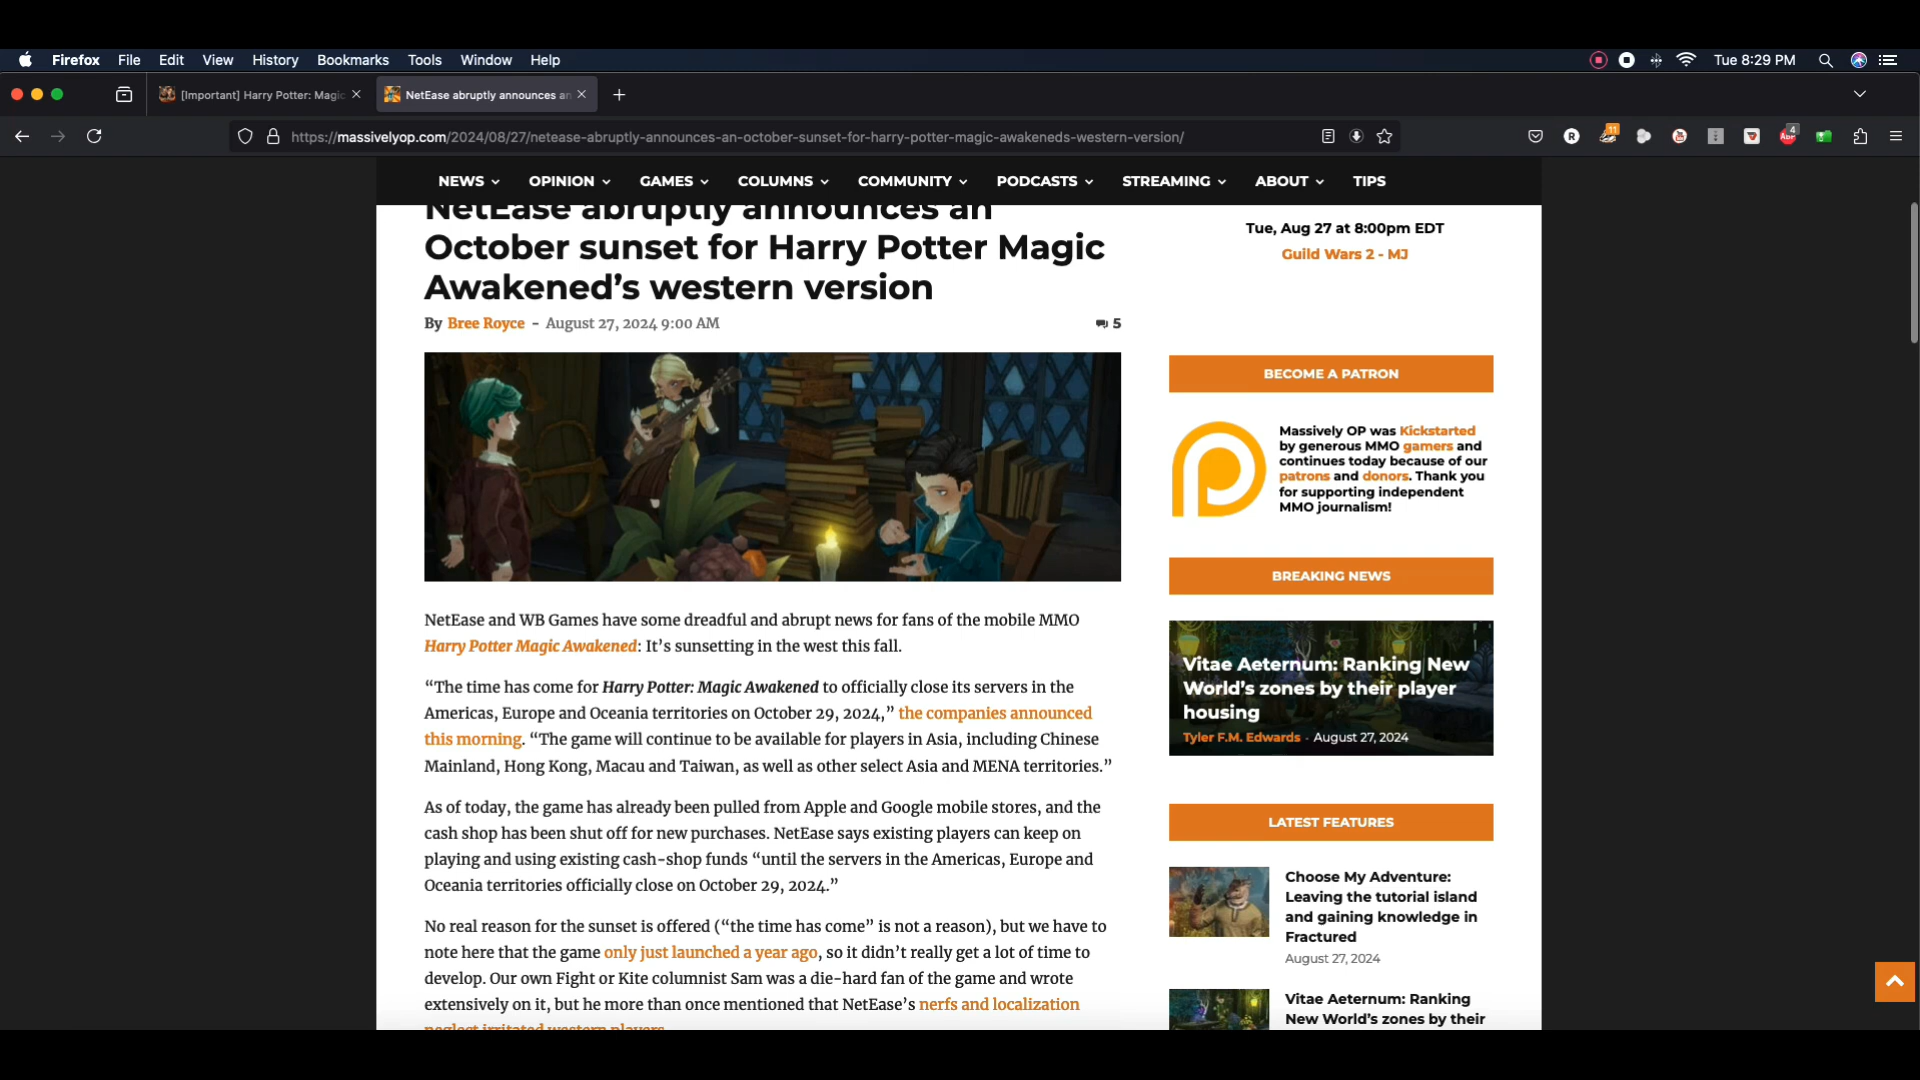 Firefox File Edit View History Bookmarks Tools Window Help Tue 8:29 PM
[Important] Harry Potter: Magic
NetEase abruptly announces an
https://massivelyop.com/2024/08/27/netease-abruptly-announces-an-october-sunset-for-harry-potter-magic-awakeneds-western-version/
R 11 ABP 4
NEWS OPINION GAMES COLUMNS COMMUNITY PODCASTS STREAMING ABOUT TIPS
NetEase abruptly announces an
October sunset for Harry Potter Magic
Awakened’s western version
By Bree Royce - August 27, 2024 9:00 AM
5
NetEase and WB Games have some dreadful and abrupt news for fans of the mobile MMO
Harry Potter Magic Awakened: It’s sunsetting in the west this fall.
“The time has come for Harry Potter: Magic Awakened to officially close its servers in the
Americas, Europe and Oceania territories on October 29, 2024,” the companies announced
this morning. “The game will continue to be available for players in Asia, including Chinese
Mainland, Hong Kong, Macau and Taiwan, as well as other select Asia and MENA territories.”
As of today, the game has already been pulled from Apple and Google mobile stores, and the
cash shop has been shut off for new purchases. NetEase says existing players can keep on
playing and using existing cash-shop funds “until the servers in the Americas, Europe and
Oceania territories officially close on October 29, 2024.”
No real reason for the sunset is offered (“the time has come” is not a reason), but we have to
note here that the game only just launched a year ago, so it didn’t really get a lot of time to
develop. Our own Fight or Kite columnist Sam was a die-hard fan of the game and wrote
extensively on it, but he more than once mentioned that NetEase’s nerfs and localization
neglect irritated western players.
Tue, Aug 27 at 8:00pm EDT
Guild Wars 2 - MJ
BECOME A PATRON
Massively OP was Kickstarted
by generous MMO gamers and
continues today because of our
patrons and donors. Thank you
for supporting independent
MMO journalism!
BREAKING NEWS
Vitae Aeternum: Ranking New
World’s zones by their player
housing
Tyler F.M. Edwards - August 27, 2024
LATEST FEATURES
Choose My Adventure:
Leaving the tutorial island
and gaining knowledge in
Fractured
August 27, 2024
Vitae Aeternum: Ranking
New World’s zones by their